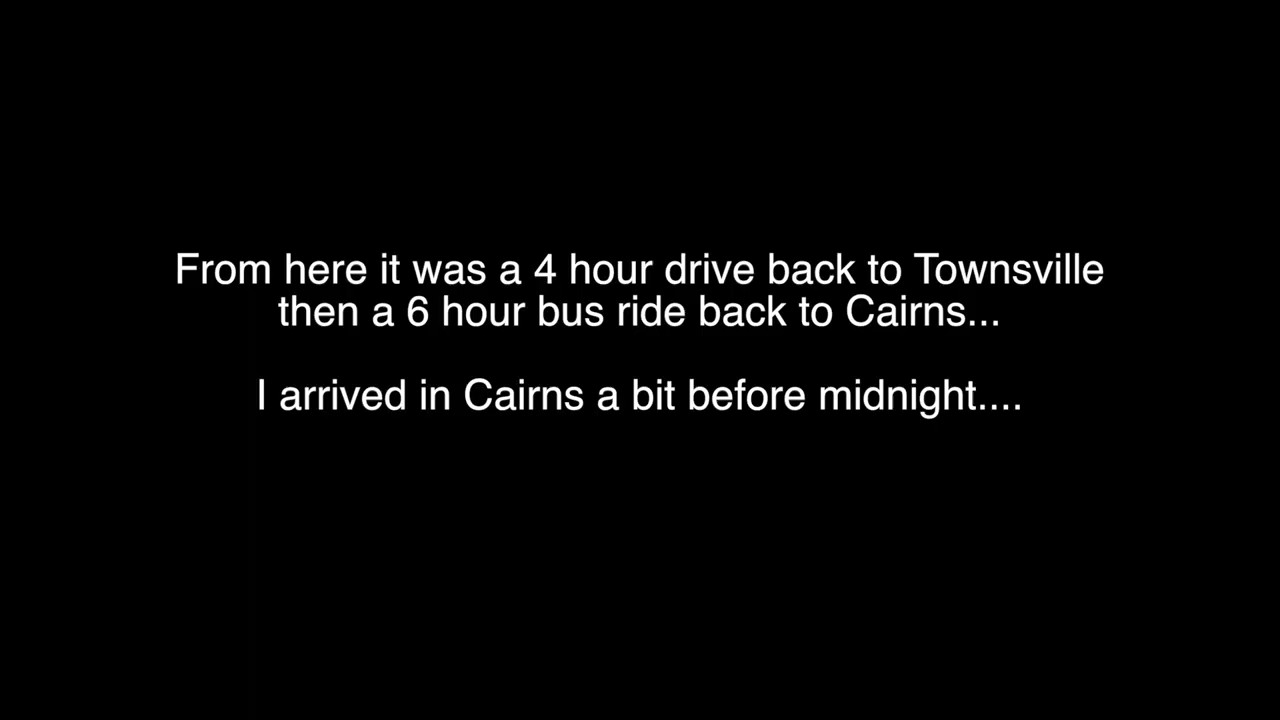 From here it was a 4 hour drive back to Townsville
then a 6 hour bus ride back to Cairns...
I arrived in Cairns a bit before midnight....